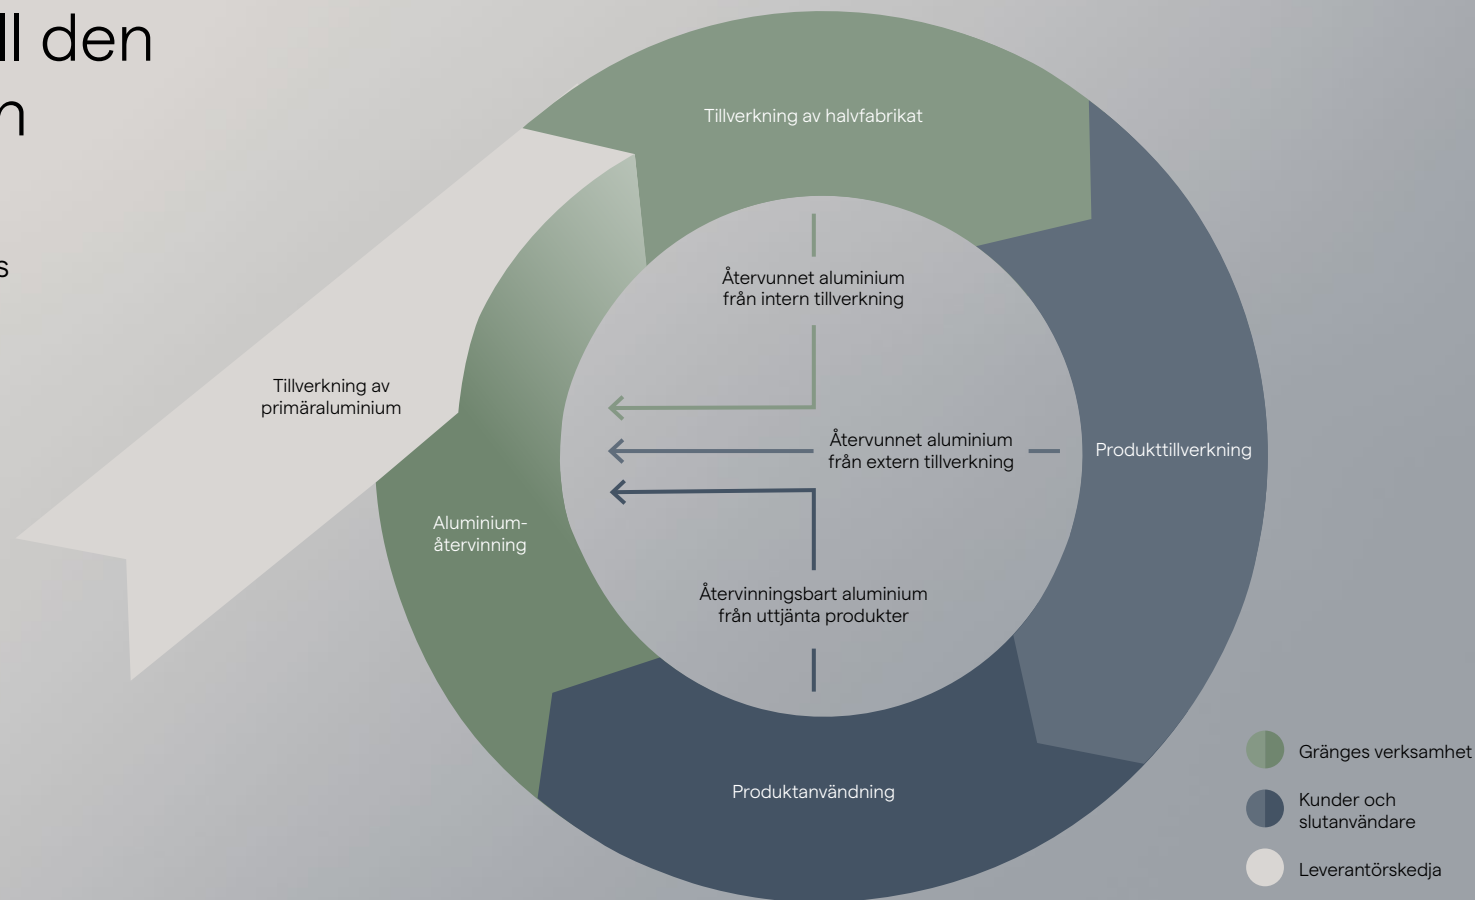 ll den
n
s
Tillverkning av halvfabrikat
Återvunnet aluminium
från intern tillverkning
Tillverkning av
primäraluminium
Återvunnet aluminium
från extern tillverkning
Produkttillverkning
Aluminium-
återvinning
Återvinningsbart aluminium
från uttjänta produkter
Produktanvändning
Gränges verksamhet
Kunder och
slutanvändare
Leverantörskedja